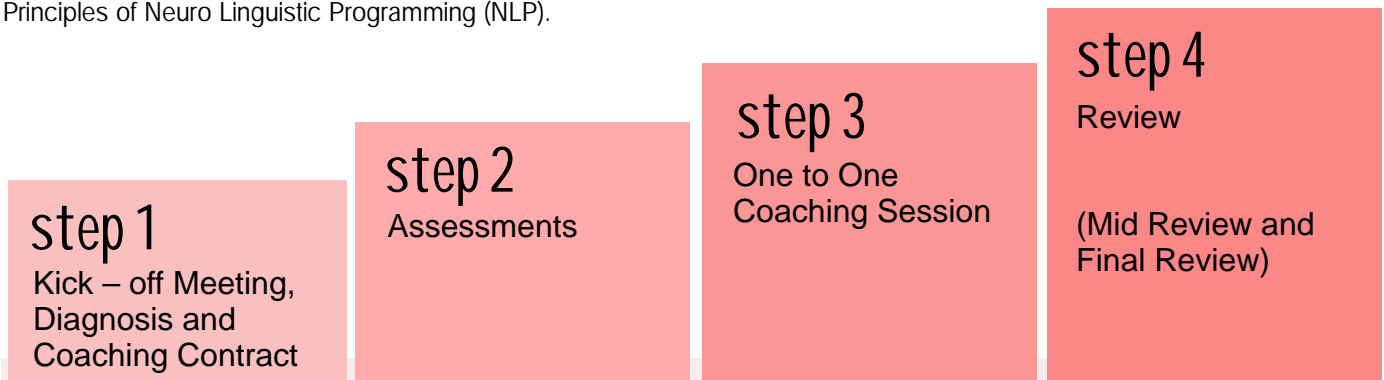 Principles of Neuro Linguistic Programming (NLP).
step 1
Kick – off Meeting,
Diagnosis and
Coaching Contract
step 2
Assessments
step 3
One to One
Coaching Session
step 4
Review
(Mid Review and
Final Review)